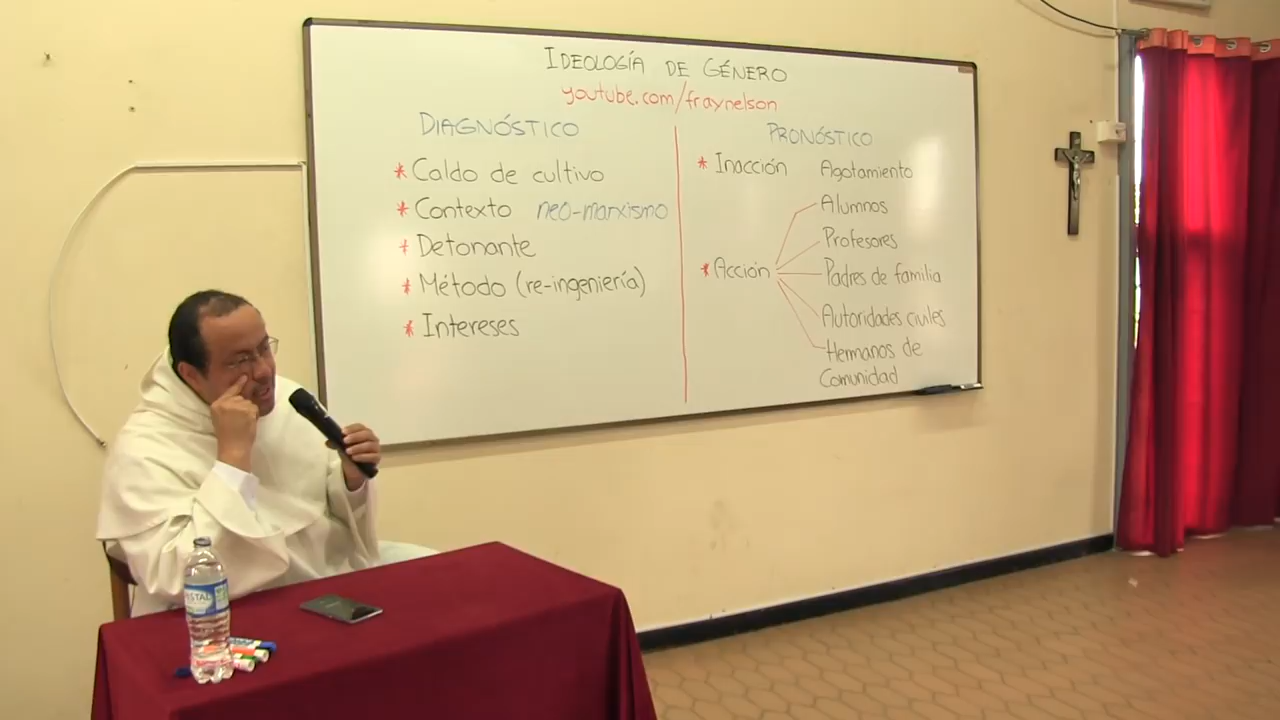 IDEOLOGÍA DE GÉNERO
youtube.com/fraynelson
DIAGNÓSTICO
* Caldo de cultivo
* Contexto neo-marxismo
* Detonante
* Método (re-ingeniería)
* Intereses
PRONÓSTICO
* Inacción Agotamiento
* Acción
Alumnos
Profesores
Padres de familia
Autoridades civiles
Hermanos de
Comunidad